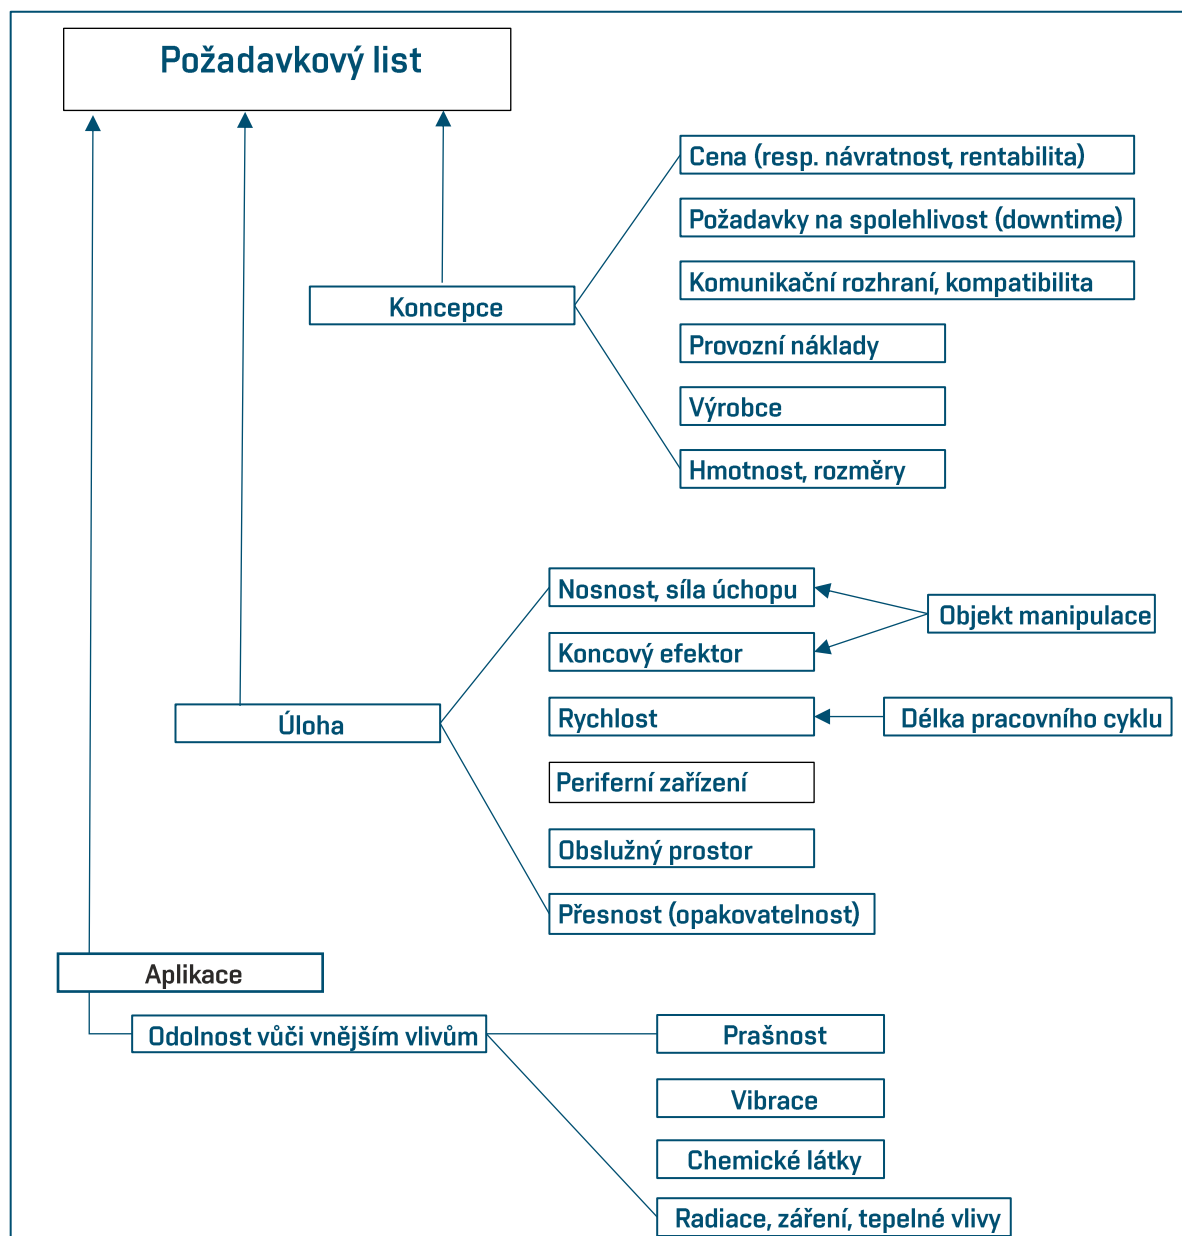 Požadavkový list
Cena (resp. návratnost, rentabilita)
Požadavky na spolehlivost (downtime)
Komunikační rozhraní, kompatibilita
Koncepce
Provozní náklady
Výrobce
Hmotnost, rozměry
Nosnost, síla úchopu
Objekt manipulace
Koncový efektor
Rychlost
Délka pracovního cyklu
Úloha
Periferní zařízení
Obslužný prostor
Přesnost (opakovatelnost)
Aplikace
Odolnost vůči vnějším vlivům
Prašnost
Vibrace
Chemické látky
Radiace, záření, tepelné vlivy